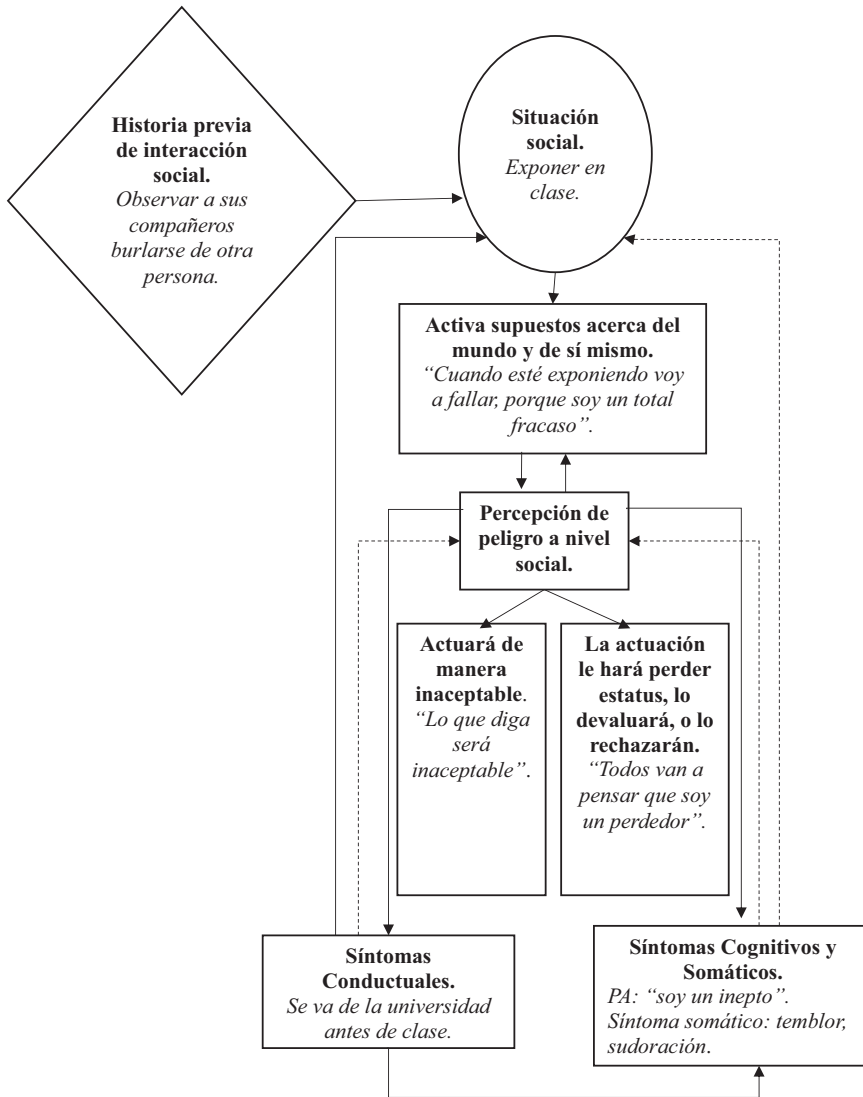 Historia previa
de interacción
social.
Observar a sus
compañeros
burlarse de otra
persona.
Situación
social.
Exponer en
clase.
Activa supuestos acerca del
mundo y de sí mismo.
“Cuando esté exponiendo voy
a fallar, porque soy un total
fracaso”.
Percepción de
peligro a nivel
social.
Actuará de
manera
inaceptable.
“Lo que diga
será
inaceptable”.
La actuación
le hará perder
estatus, lo
devaluará, o lo
rechazarán.
“Todos van a
pensar que soy
un perdedor”.
Síntomas
Conductuales.
Se va de la universidad
antes de clase.
Síntomas Cognitivos y
Somáticos.
PA: “soy un inepto”.
Síntoma somático: temblor,
sudoración.